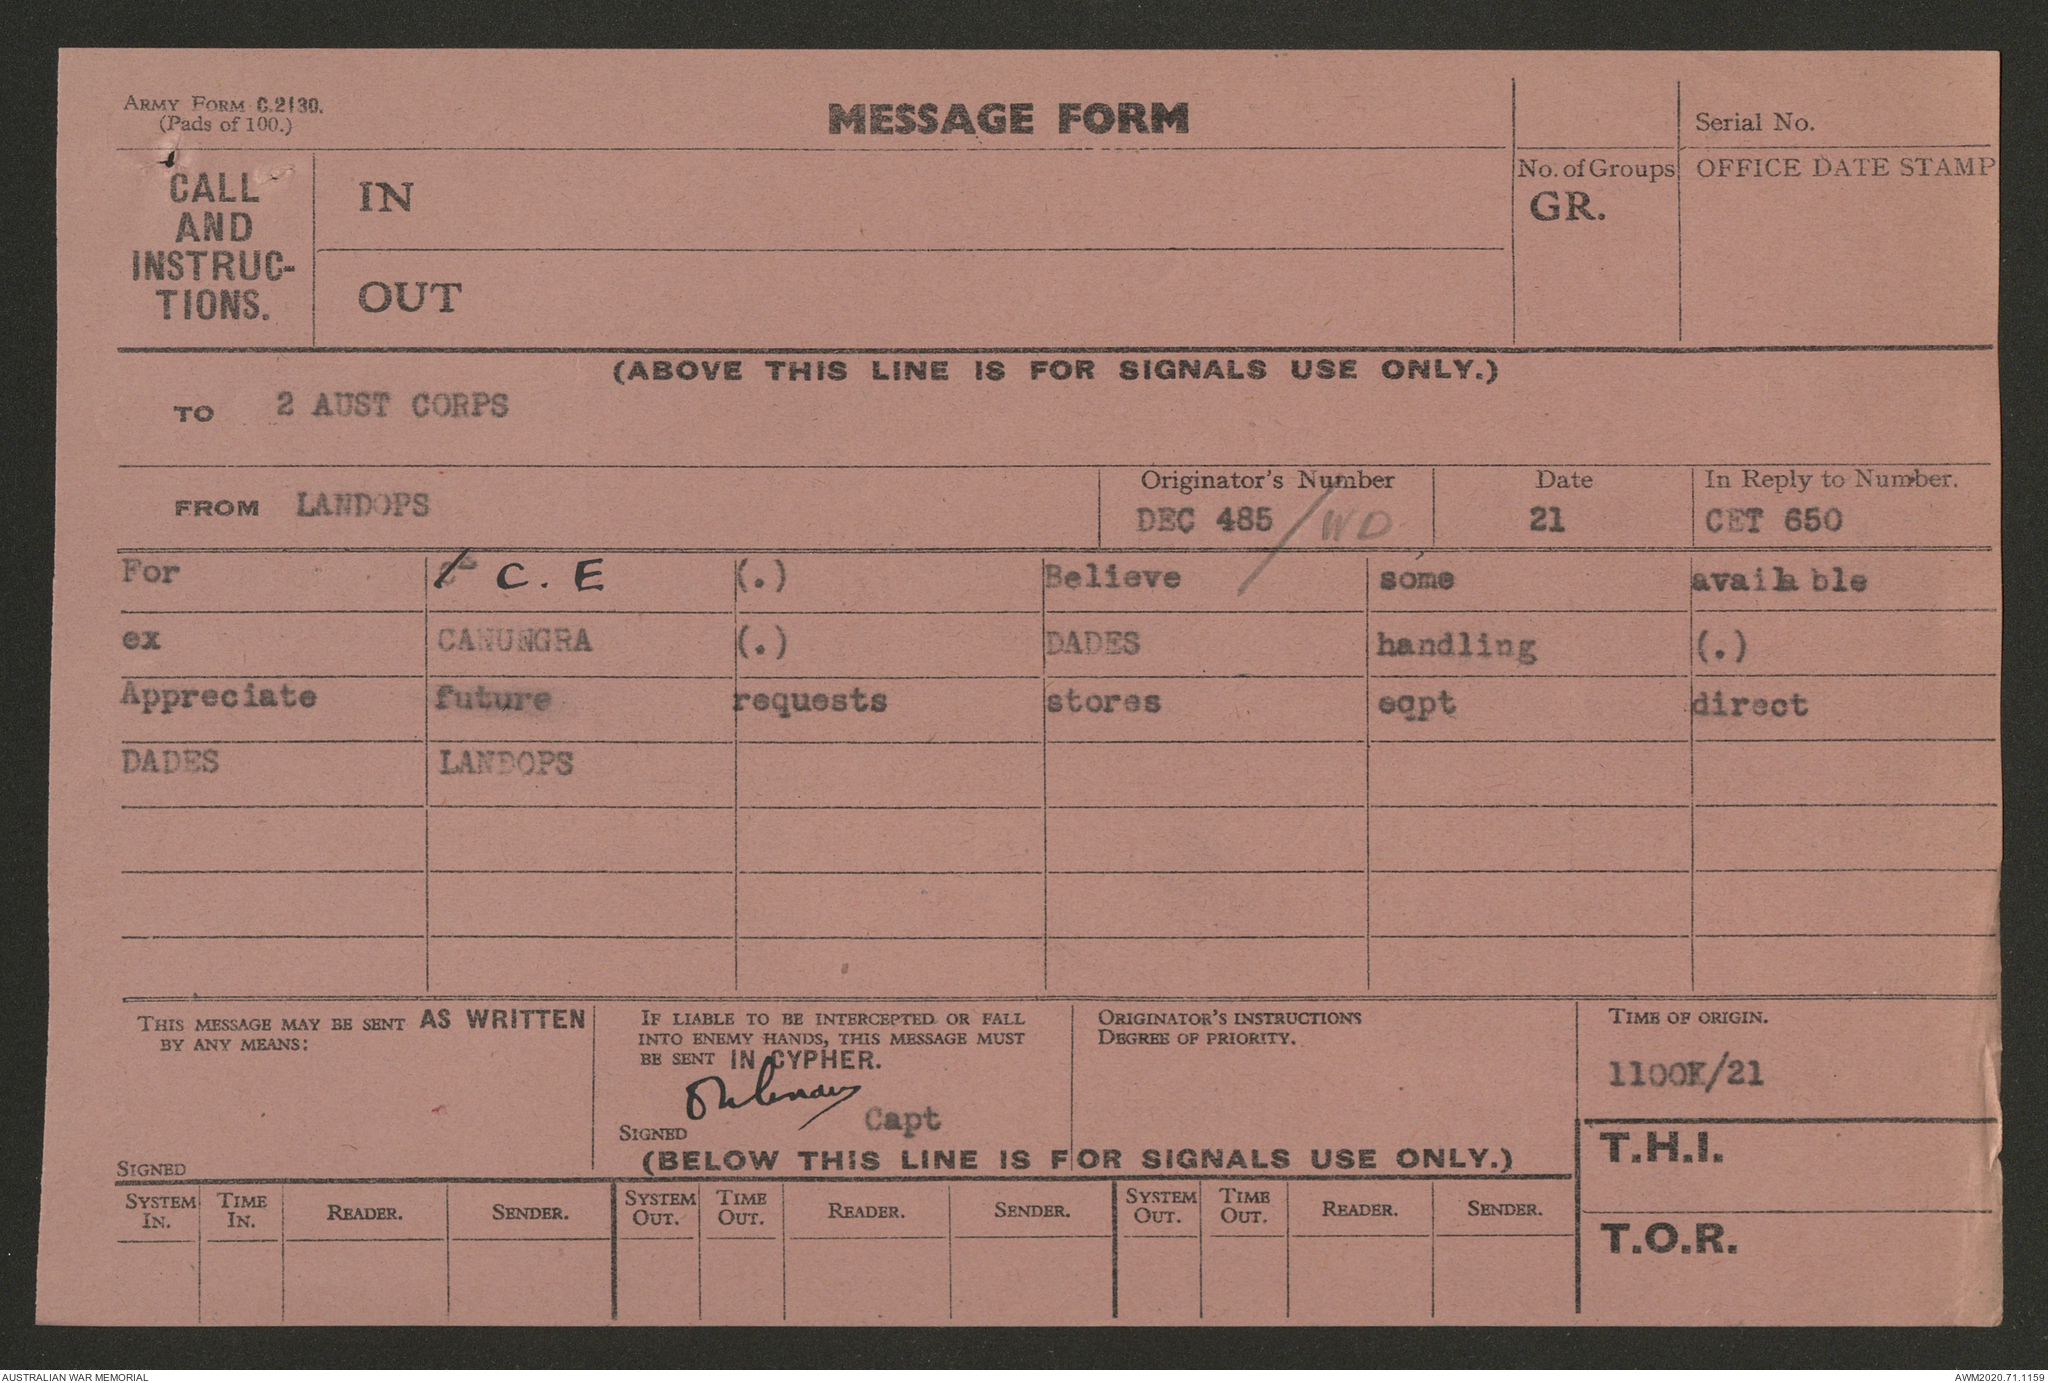 ARMY FORM C.2130.
(Pads of 100.)
MESSAGE FORM
Serial No.
CALL
AND
INSTRUC-
TIONS.
IN
OUT
No. of Groups
GR.
OFFICE DATE STAMP
(ABOVE THIS LINE IS FOR SIGNALS USE ONLY.)
TO 2 AUST CORPS
FROM LANDOPS
Originator's Number
DEC 485 / WD
Date
21
In Reply to Number.
CET 650
For C. E (.) Believe some available
ex CANUNGRA (.) DADES handling (.)
Appreciate future requests stores eqpt direct
DADES LANDOPS
THIS MESSAGE MAY BE SENT AS WRITTEN
BY ANY MEANS:
SIGNED
IF LIABLE TO BE INTERCEPTED OR FALL
INTO ENEMY HANDS, THIS MESSAGE MUST
BE SENT IN CYPHER.
Capt
SIGNED
ORIGINATOR'S INSTRUCTIONS
DEGREE OF PRIORITY.
TIME OF ORIGIN.
1100K/21
(BELOW THIS LINE IS FOR SIGNALS USE ONLY.)
T.H.I.
T.O.R.
SYSTEM IN. TIME IN. READER. SENDER. SYSTEM OUT. TIME OUT. READER. SENDER. SYSTEM OUT. TIME OUT. READER. SENDER.
AUSTRALIAN WAR MEMORIAL
AWM2020.71.1159